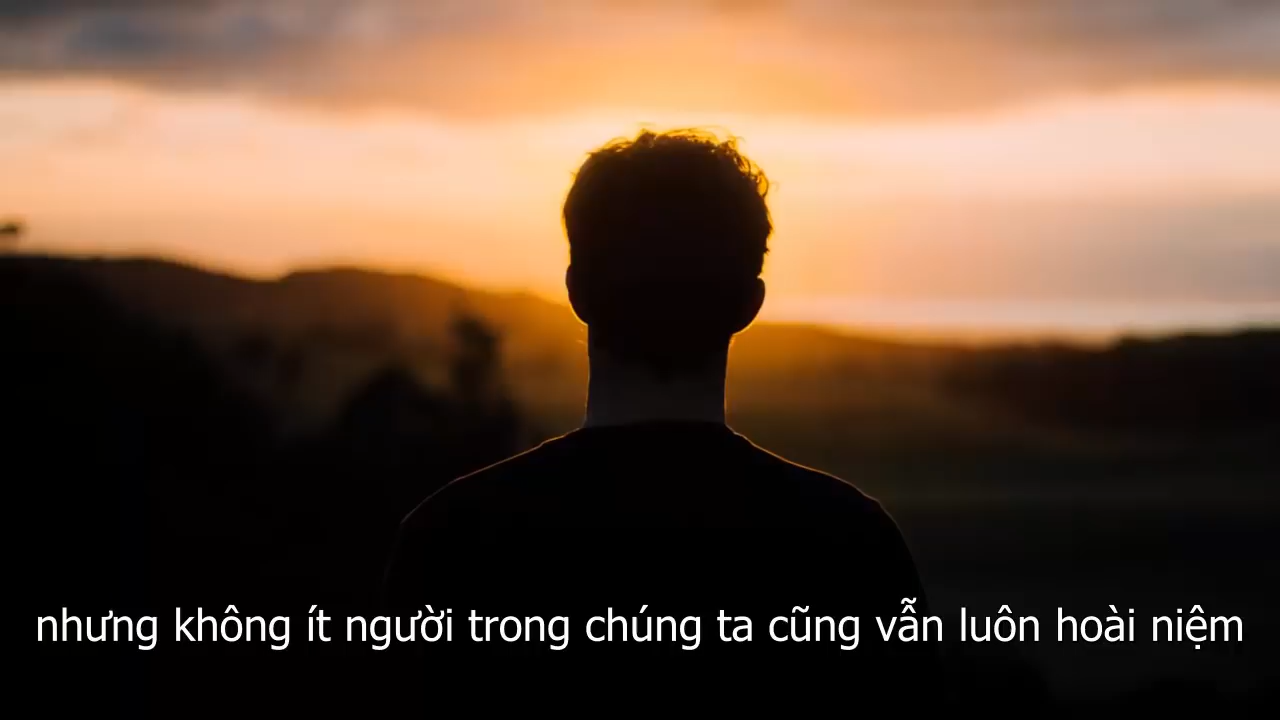 nhưng không ít người trong chúng ta cũng vẫn luôn hoài niệm